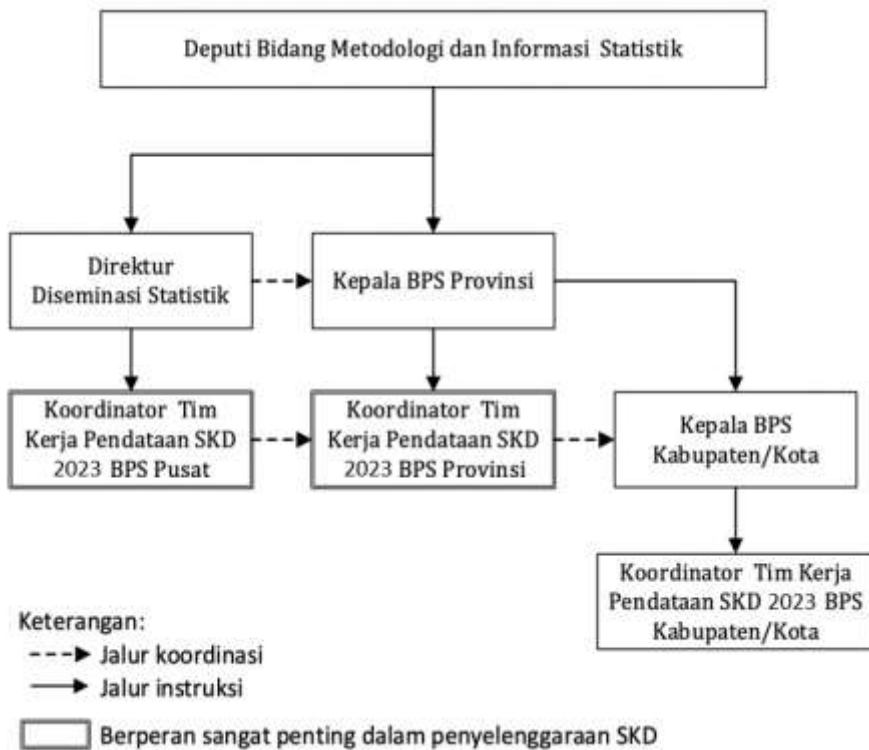 Deputi Bidang Metodologi dan Informasi Statistik
Direktur
Diseminasi Statistik
Kepala BPS Provinsi
Koordinator Tim
Kerja Pendataan SKD
2023 BPS Pusat
Koordinator Tim
Kerja Pendataan SKD
2023 BPS Provinsi
Kepala BPS
Kabupaten/Kota
Koordinator Tim Kerja
Pendataan SKD 2023 BPS
Kabupaten/Kota
Keterangan:
Jalur koordinasi
Jalur instruksi
Berperan sangat penting dalam penyelenggaraan SKD